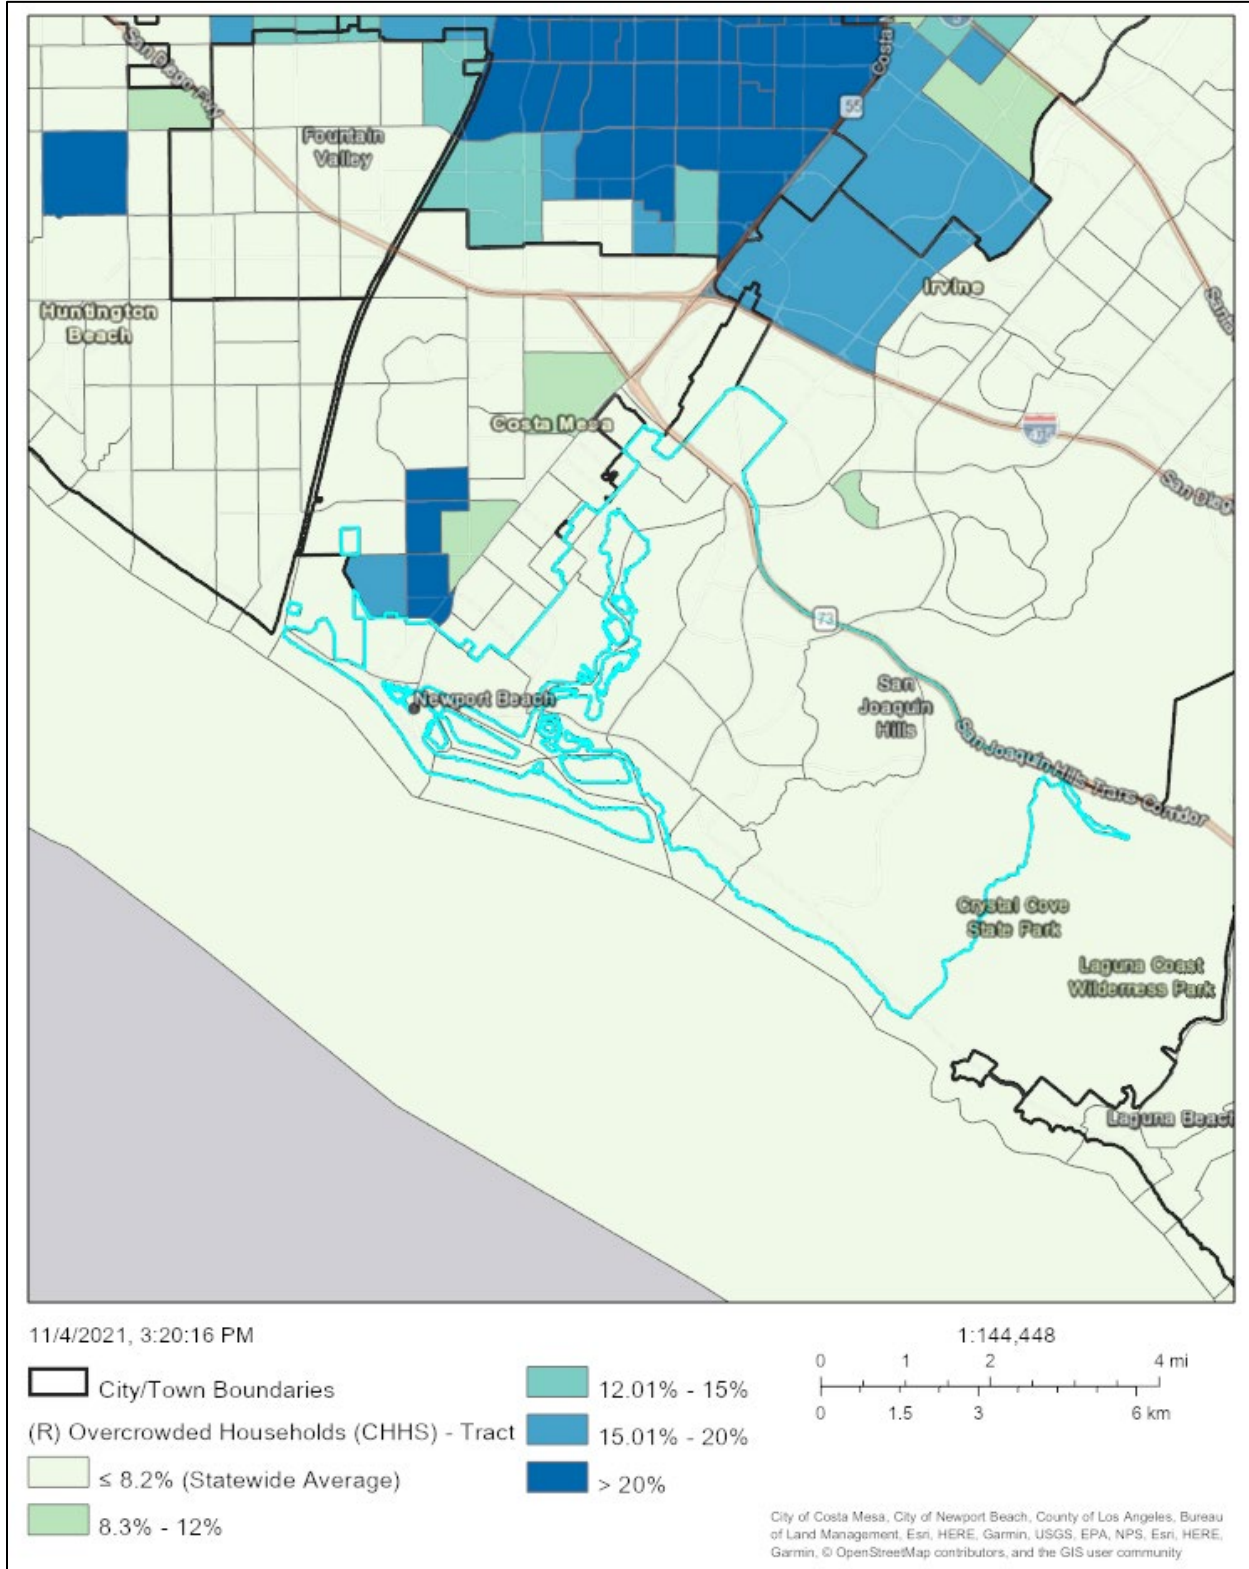 San Diego Fwy
Costa
5
55
Fountain
Valley
Irvine
Huntington
Beach
Santa
Costa Mesa
405
San Dieg
73
San
Joaquin
Hills
Newport Beach
San Joaquin Hills Trans Corridor
Crystal Cove
State Park
Laguna Coast
Wilderness Park
Laguna Beach
11/4/2021, 3:20:16 PM
1:144,448
0 1 2 4 mi
0 1.5 3 6 km
City/Town Boundaries
(R) Overcrowded Households (CHHS) - Tract
≤ 8.2% (Statewide Average)
8.3% - 12%
12.01% - 15%
15.01% - 20%
> 20%
City of Costa Mesa, City of Newport Beach, County of Los Angeles, Bureau
of Land Management, Esri, HERE, Garmin, USGS, EPA, NPS, Esri, HERE,
Garmin, © OpenStreetMap contributors, and the GIS user community